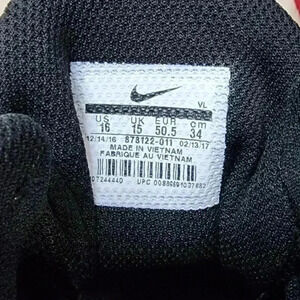 VL
US UK EUR cm
16 15 50.5 34
12/14/16 878122-011 02/13/17
MADE IN VIETNAM
FABRIQUE AU VIETNAM
UPC